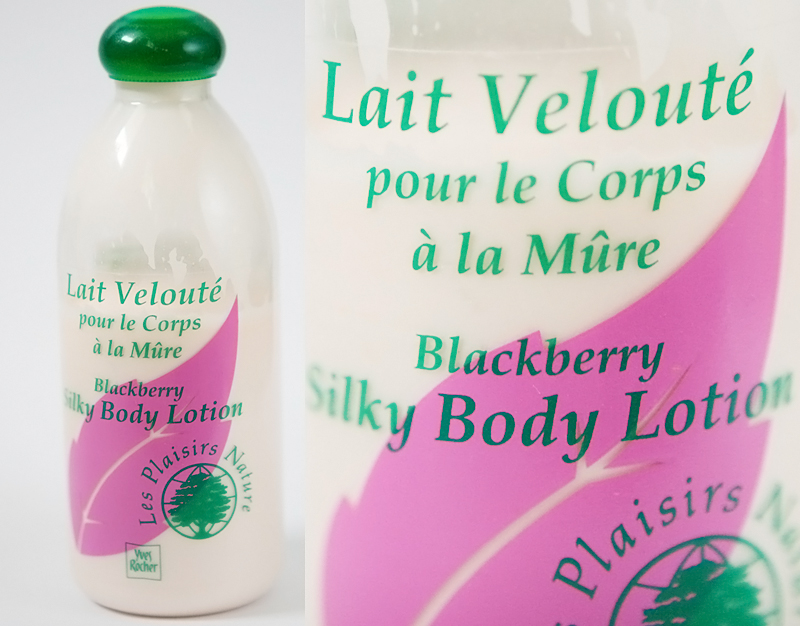 Lait Velouté
pour le Corps
à la Mûre
Blackberry
Silky Body Lotion
Les Plaisirs Nature
Yves
Rocher
Lait Velouté
pour le Corps
à la Mûre
Blackberry
Silky Body Lotion
Plaisirs